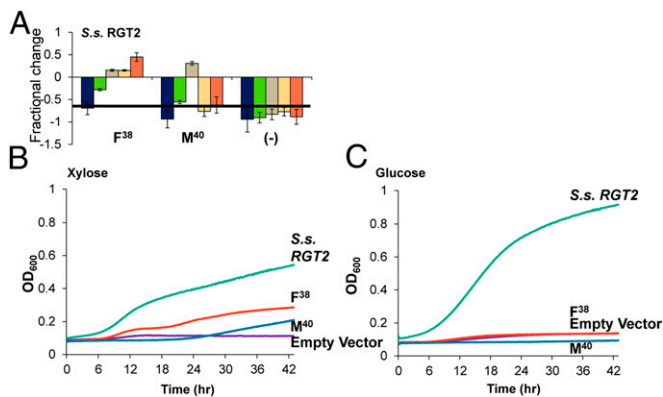 A
S.s. RGT2
Fractional change
1
0.5
0
-0.5
-1
-1.5
F³⁸ M⁴⁰ (-)
B
Xylose
OD₆₀₀
1
0.8
0.6
0.4
0.2
0
S.s.
RGT2
F³⁸
M⁴⁰
Empty Vector
0 6 12 18 24 30 36 42
Time (hr)
C
Glucose
OD₆₀₀
1
0.8
0.6
0.4
0.2
0
S.s. RGT2
F³⁸
Empty Vector
M⁴⁰
0 6 12 18 24 30 36 42
Time (hr)